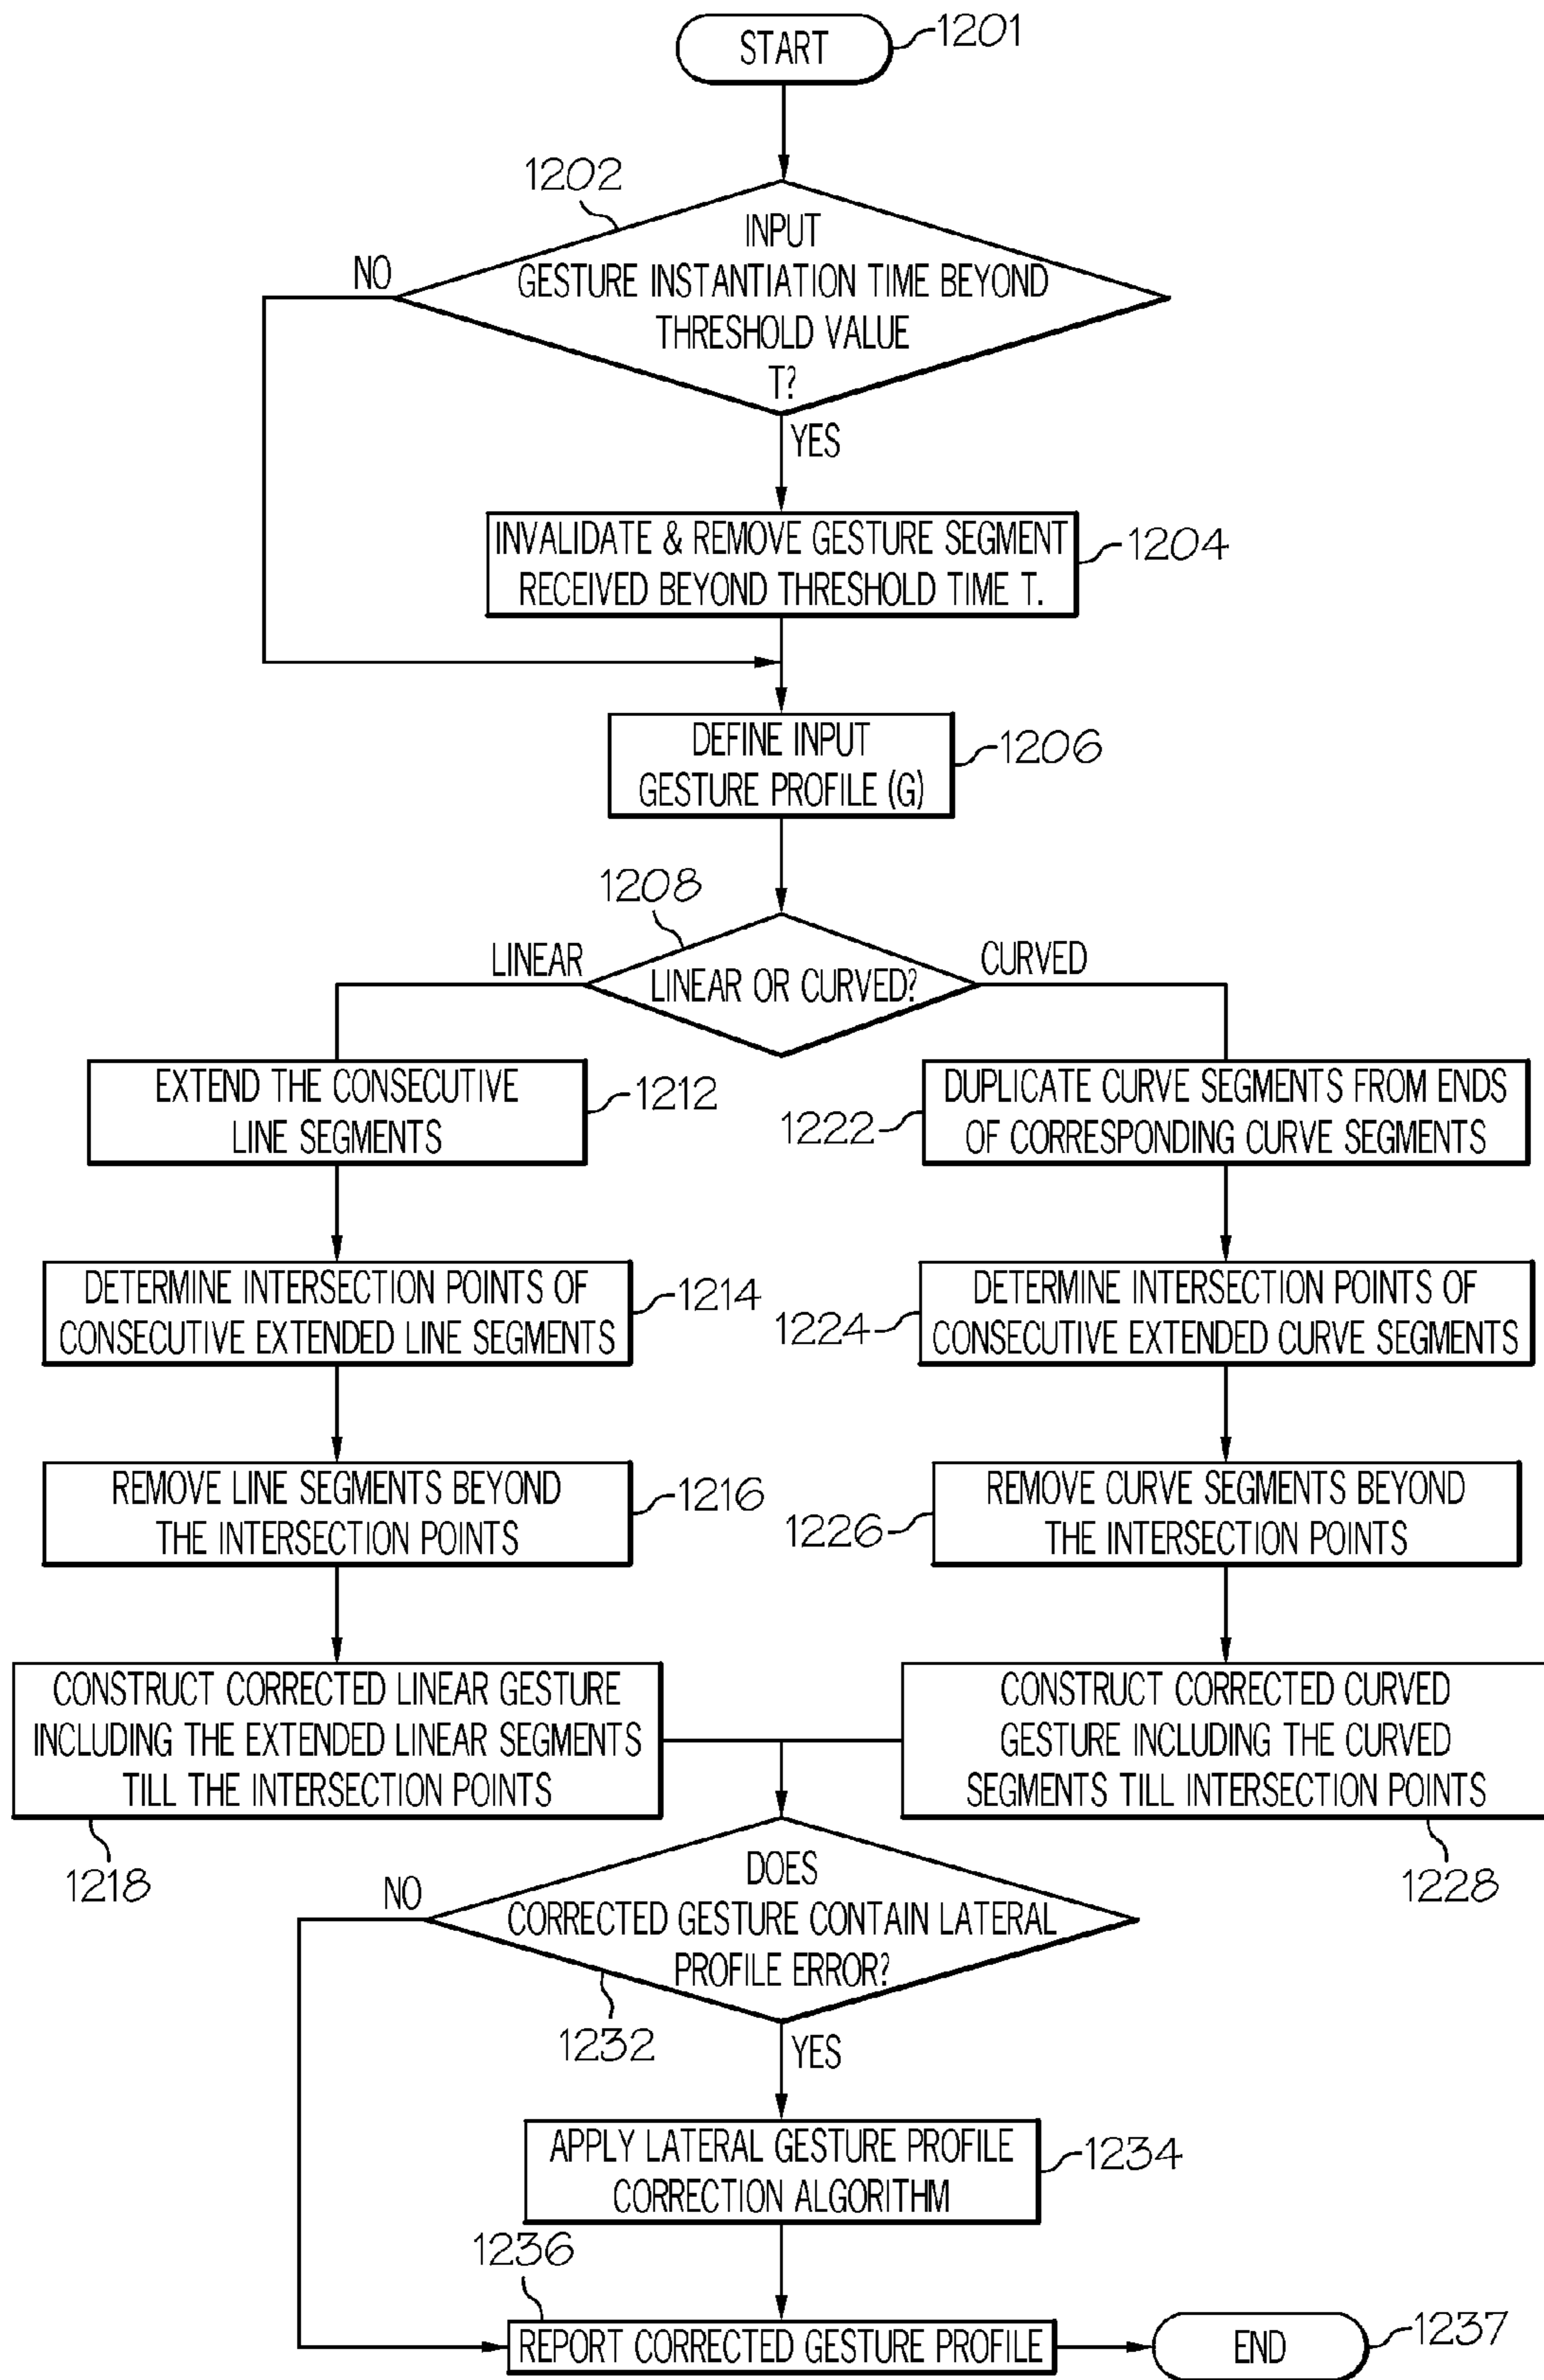 START
1201
1202
INPUT
GESTURE INSTANTIATION TIME BEYOND
THRESHOLD VALUE
T?
NO
YES
INVALIDATE & REMOVE GESTURE SEGMENT
RECEIVED BEYOND THRESHOLD TIME T.
1204
DEFINE INPUT
GESTURE PROFILE (G)
1206
1208
LINEAR
LINEAR OR CURVED?
CURVED
EXTEND THE CONSECUTIVE
LINE SEGMENTS
1212
1222
DUPLICATE CURVE SEGMENTS FROM ENDS
OF CORRESPONDING CURVE SEGMENTS
DETERMINE INTERSECTION POINTS OF
CONSECUTIVE EXTENDED LINE SEGMENTS
1214
1224
DETERMINE INTERSECTION POINTS OF
CONSECUTIVE EXTENDED CURVE SEGMENTS
REMOVE LINE SEGMENTS BEYOND
THE INTERSECTION POINTS
1216
1226
REMOVE CURVE SEGMENTS BEYOND
THE INTERSECTION POINTS
CONSTRUCT CORRECTED LINEAR GESTURE
INCLUDING THE EXTENDED LINEAR SEGMENTS
TILL THE INTERSECTION POINTS
1218
CONSTRUCT CORRECTED CURVED
GESTURE INCLUDING THE CURVED
SEGMENTS TILL INTERSECTION POINTS
1228
NO
DOES
CORRECTED GESTURE CONTAIN LATERAL
PROFILE ERROR?
1232
YES
APPLY LATERAL GESTURE PROFILE
CORRECTION ALGORITHM
1234
1236
REPORT CORRECTED GESTURE PROFILE
END
1237